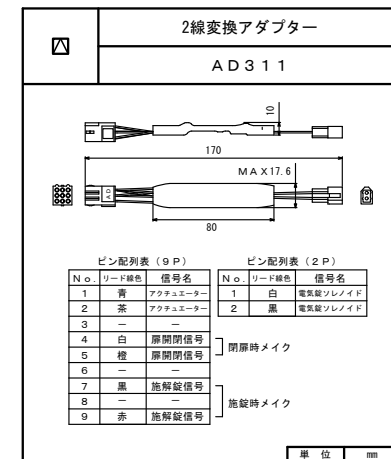 2線変換アダプター
AD311
10
170
MAX17.6
AD
80
ピン配列表（9P）
No. リード線色 信号名
1 青 アクチュエーター
2 茶 アクチュエーター
3 － －
4 白 扉開閉信号
5 橙 扉開閉信号
6 － －
7 黒 施解錠信号
8 － －
9 赤 施解錠信号
閉扉時メイク
施錠時メイク
ピン配列表（2P）
No. リード線色 信号名
1 白 電気錠ソレノイド
2 黒 電気錠ソレノイド
単位 mm